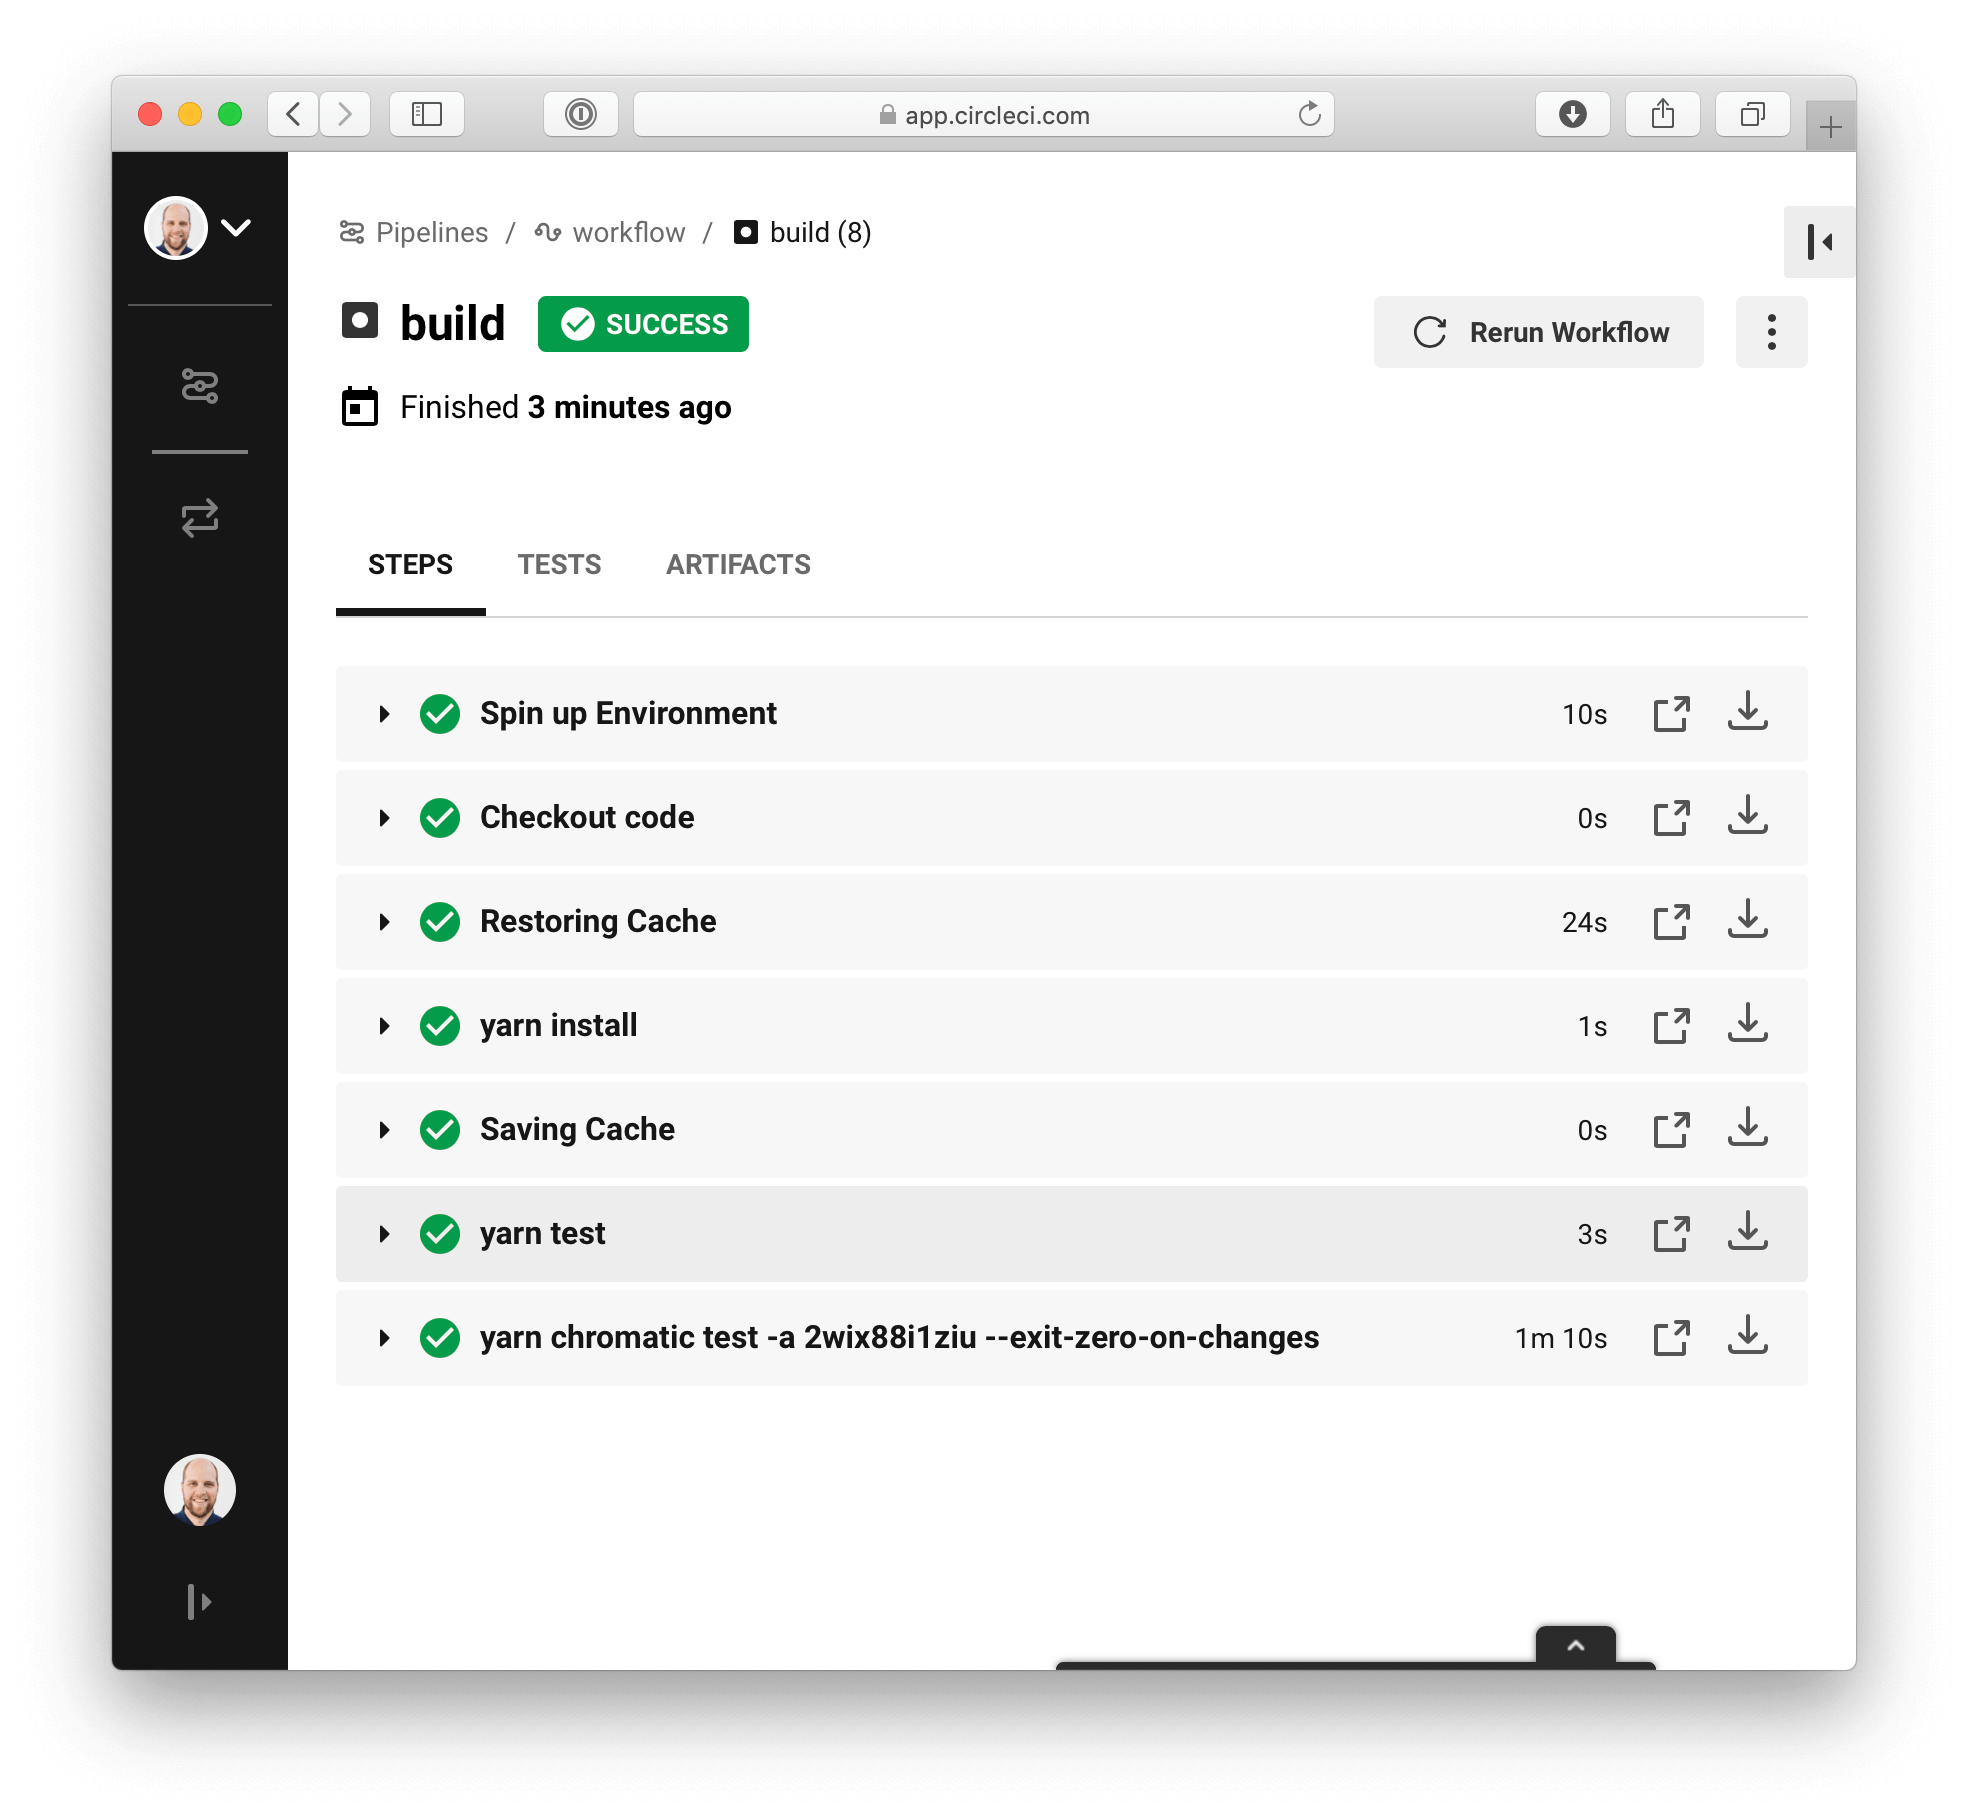 app.circleci.com
Pipelines / workflow / build (8)
build SUCCESS Rerun Workflow
Finished 3 minutes ago
STEPS TESTS ARTIFACTS
Spin up Environment 10s
Checkout code 0s
Restoring Cache 24s
yarn install 1s
Saving Cache 0s
yarn test 3s
yarn chromatic test -a 2wix88i1ziu --exit-zero-on-changes 1m 10s